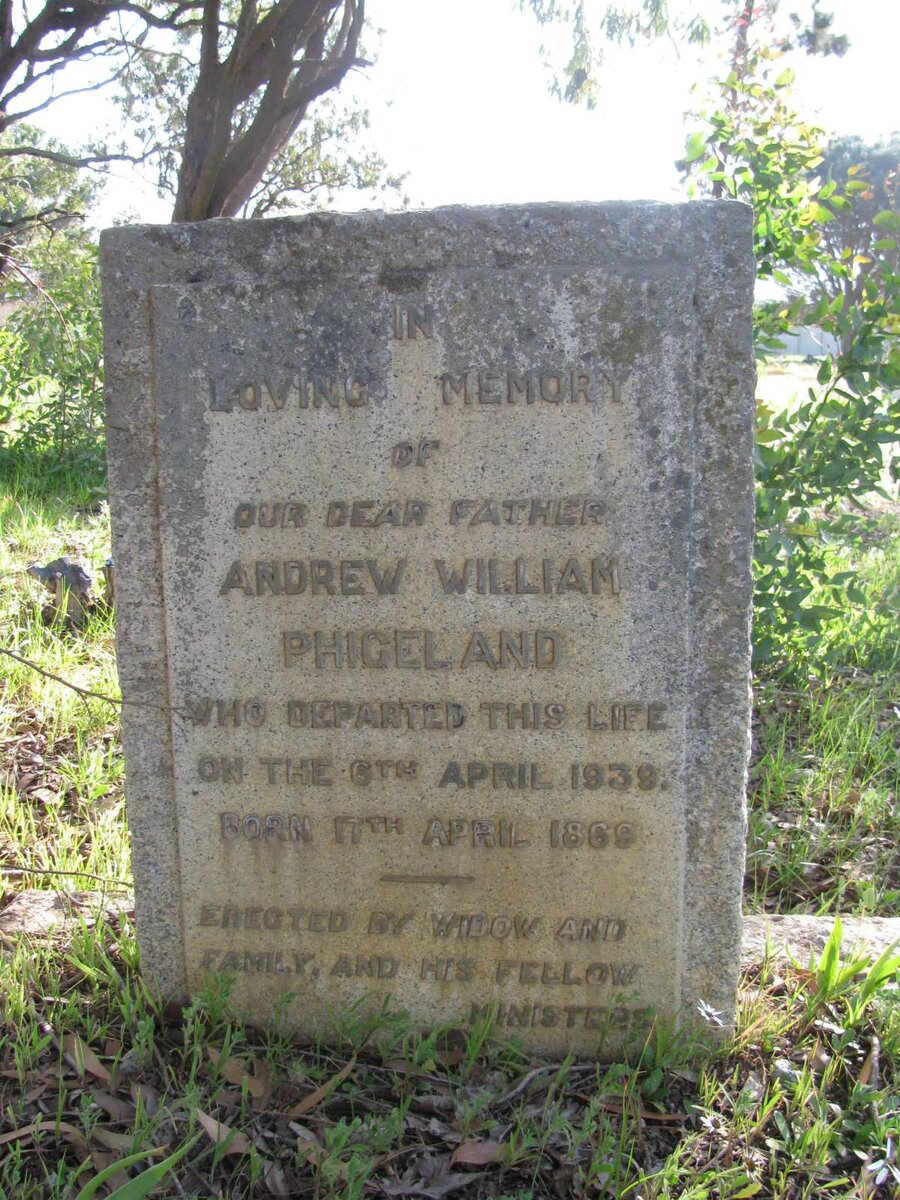 IN
LOVING MEMORY
OF
OUR DEAR FATHER
ANDREW WILLIAM
PHIGELAND
WHO DEPARTED THIS LIFE
ON THE 6TH APRIL 1939.
BORN 17TH APRIL 1869
ERECTED BY WIDOW AND
FAMILY, AND HIS FELLOW
MINISTERS